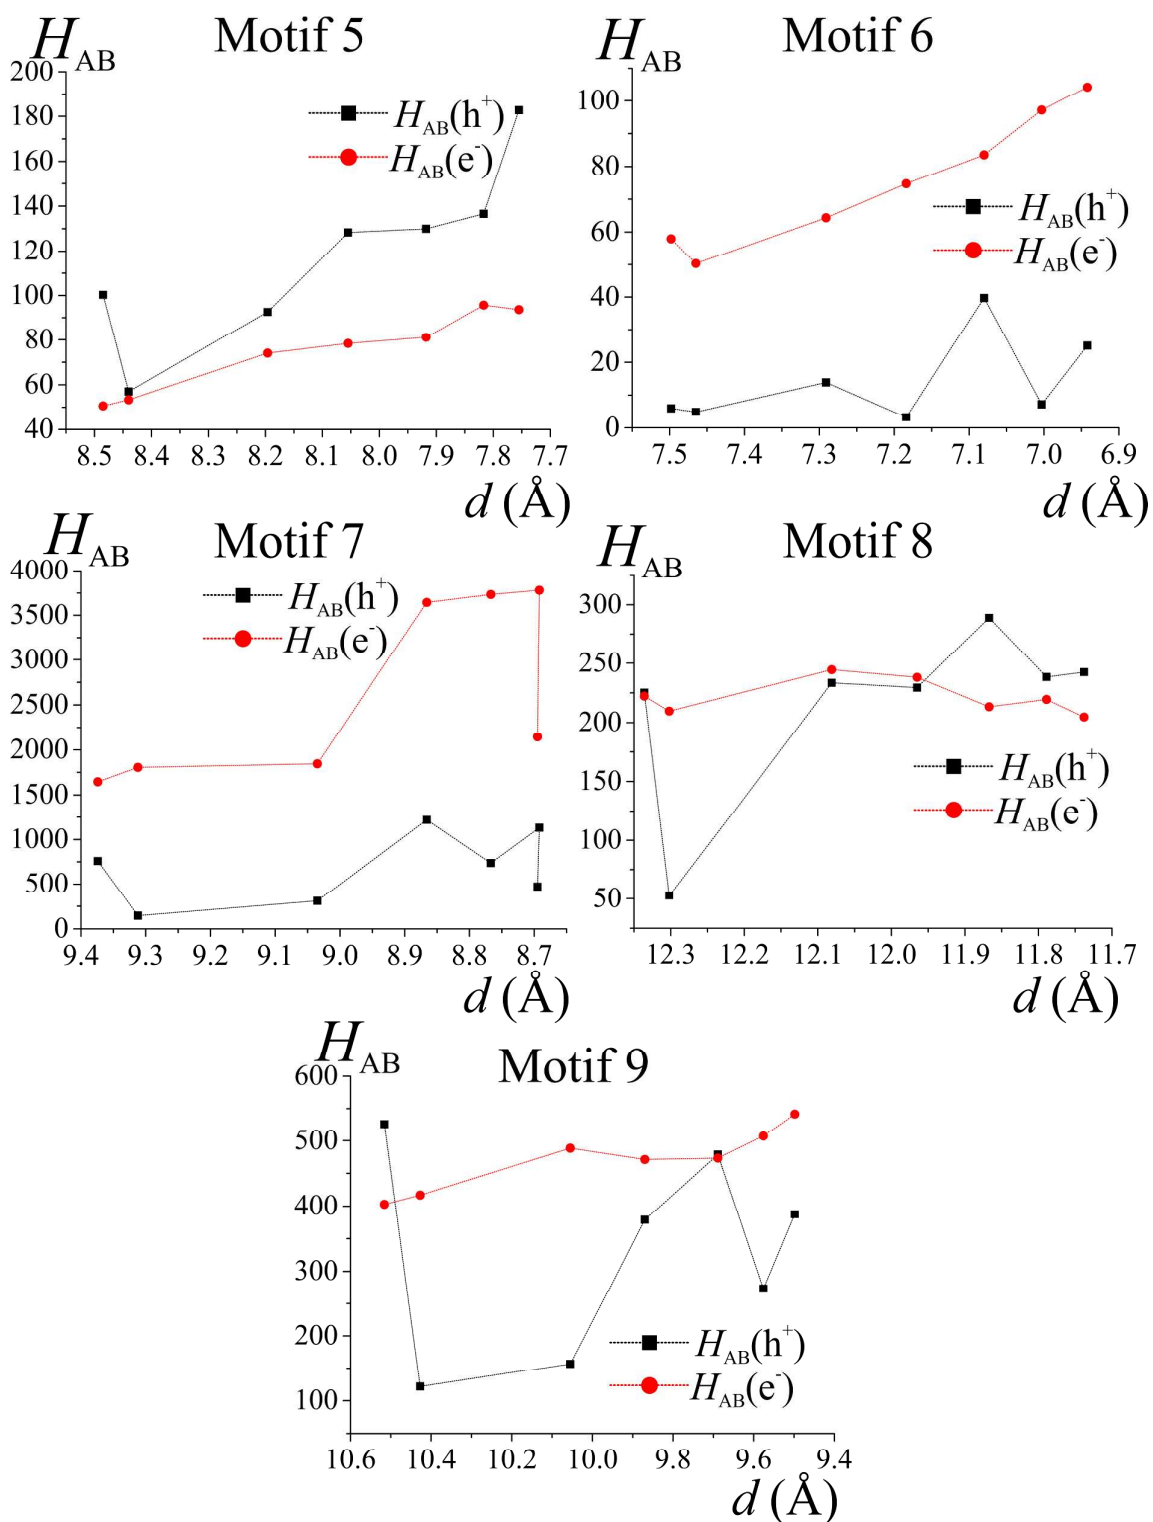 H_AB Motif 5
200
180
160
140
120
100
80
60
40
H_AB(h⁺)
H_AB(e⁻)
8.5 8.4 8.3 8.2 8.1 8.0 7.9 7.8 7.7
d (Å)
H_AB Motif 6
100
80
60
40
20
0
H_AB(h⁺)
H_AB(e⁻)
7.5 7.4 7.3 7.2 7.1 7.0 6.9
d (Å)
H_AB Motif 7
4000
3500
3000
2500
2000
1500
1000
500
0
H_AB(h⁺)
H_AB(e⁻)
9.4 9.3 9.2 9.1 9.0 8.9 8.8 8.7
d (Å)
H_AB Motif 8
300
250
200
150
100
50
H_AB(h⁺)
H_AB(e⁻)
12.3 12.2 12.1 12.0 11.9 11.8 11.7
d (Å)
H_AB Motif 9
600
500
400
300
200
100
H_AB(h⁺)
H_AB(e⁻)
10.6 10.4 10.2 10.0 9.8 9.6 9.4
d (Å)